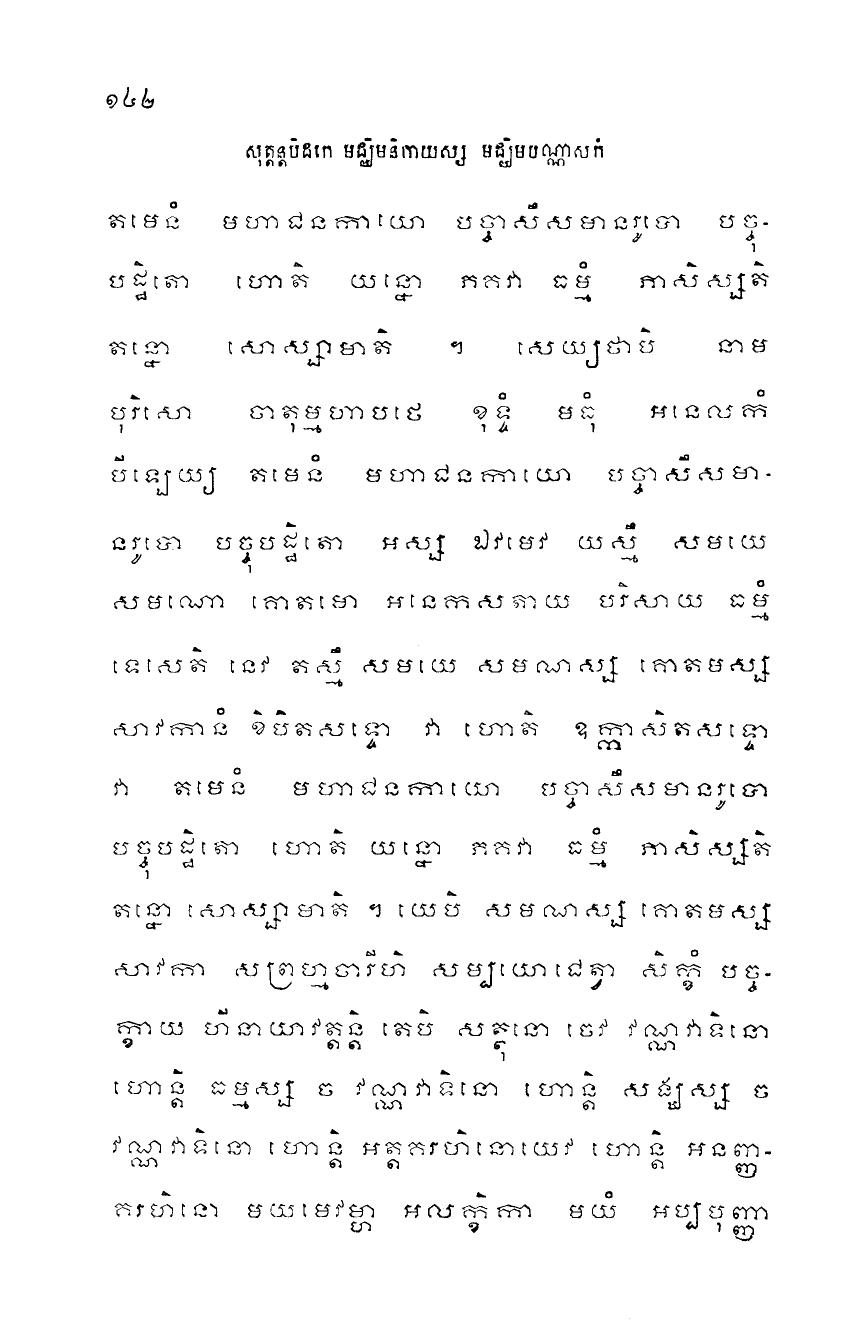 ១៤២
សុត្តន្តបិដកេ មជ្ឈិមនិកាយស្ស មជ្ឈិមបណ្ណាសកំ
តមេនំ មហាជនកាយោ បច្ចាសឹសមានរូបោ បច្ចុ-
បដ្ឋិតោ ហោតិ យន្នោ ភគវា ធម្មំ ភាសិស្សតិ
តន្នោ សោស្សាមាតិ ។ សេយ្យថាបិ នាម
បុរិសោ ចាតុម្មហាបថេ ខុទ្ទំ មធុំ អនេលកំ
បីឡេយ្យ តមេនំ មហាជនកាយោ បច្ចាសឹសមា-
នរូបោ បច្ចុបដ្ឋិតោ អស្ស ឯវមេវ យស្មឹ សមយេ
សមណោ គោតមោ អនេកសតាយ បរិសាយ ធម្មំ
ទេសេតិ នេវ តស្មឹ សមយេ សមណស្ស គោតមស្ស
សាវកានំ ខិបិតសទ្ទោ វា ហោតិ ឧក្កាសិតសទ្ទោ
វា តមេនំ មហាជនកាយោ បច្ចាសឹសមានរូបោ
បច្ចុបដ្ឋិតោ ហោតិ យន្នោ ភគវា ធម្មំ ភាសិស្សតិ
តន្នោ សោស្សាមាតិ ។ យេបិ សមណស្ស គោតមស្ស
សាវកា សព្រហ្មចារីហិ សម្បយោជេត្វា សិក្ខំ បច្ច-
ក្ខាយ ហីនាយាវត្តន្តិ តេបិ សត្ថុនោ ចេវ វណ្ណវាទិនោ
ហោន្តិ ធម្មស្ស ច វណ្ណវាទិនោ ហោន្តិ សង្ឃស្ស ច
វណ្ណវាទិនោ ហោន្តិ អត្តគរហិនោយេវ ហោន្តិ អនញ្ញ-
គរហិនោ មយមេវម្ហា អលក្ខិកា មយំ អប្បបុញ្ញា